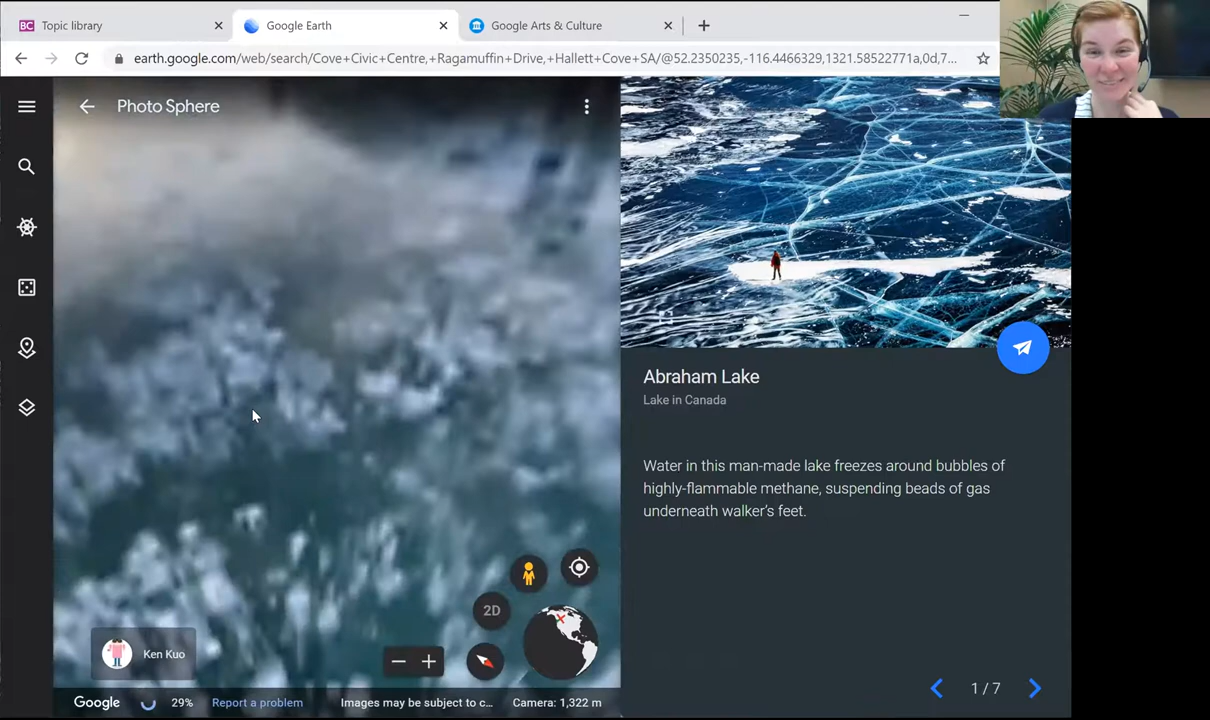 BC Topic library
Google Earth
Google Arts & Culture
earth.google.com/web/search/Cove+Civic+Centre,+Ragamuffin+Drive,+Hallett+Cove+SA/@52.2350235,-116.4466329,1321.58522771a,0d,7...
Photo Sphere
Abraham Lake
Lake in Canada
Water in this man-made lake freezes around bubbles of
highly-flammable methane, suspending beads of gas
underneath walker's feet.
2D
Ken Kuo
1 / 7
Google 29% Report a problem Images may be subject to c... Camera: 1,322 m